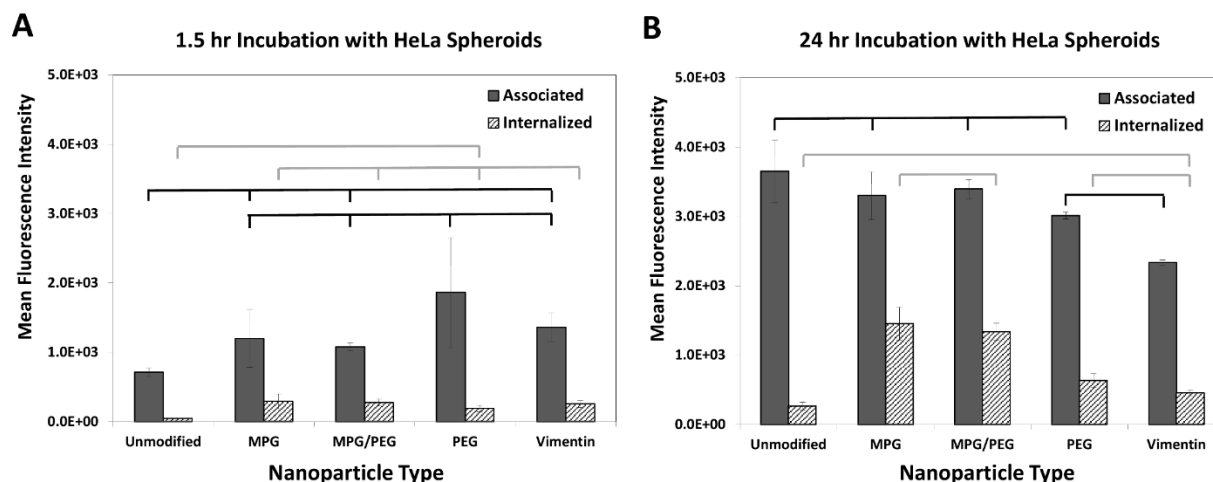 A
1.5 hr Incubation with HeLa Spheroids
Mean Fluorescence Intensity
5.0E+03
4.0E+03
3.0E+03
2.0E+03
1.0E+03
0.0E+00
Associated
Internalized
Unmodified MPG MPG/PEG PEG Vimentin
Nanoparticle Type
B
24 hr Incubation with HeLa Spheroids
Mean Fluorescence Intensity
5.0E+03
4.0E+03
3.0E+03
2.0E+03
1.0E+03
0.0E+00
Associated
Internalized
Unmodified MPG MPG/PEG PEG Vimentin
Nanoparticle Type